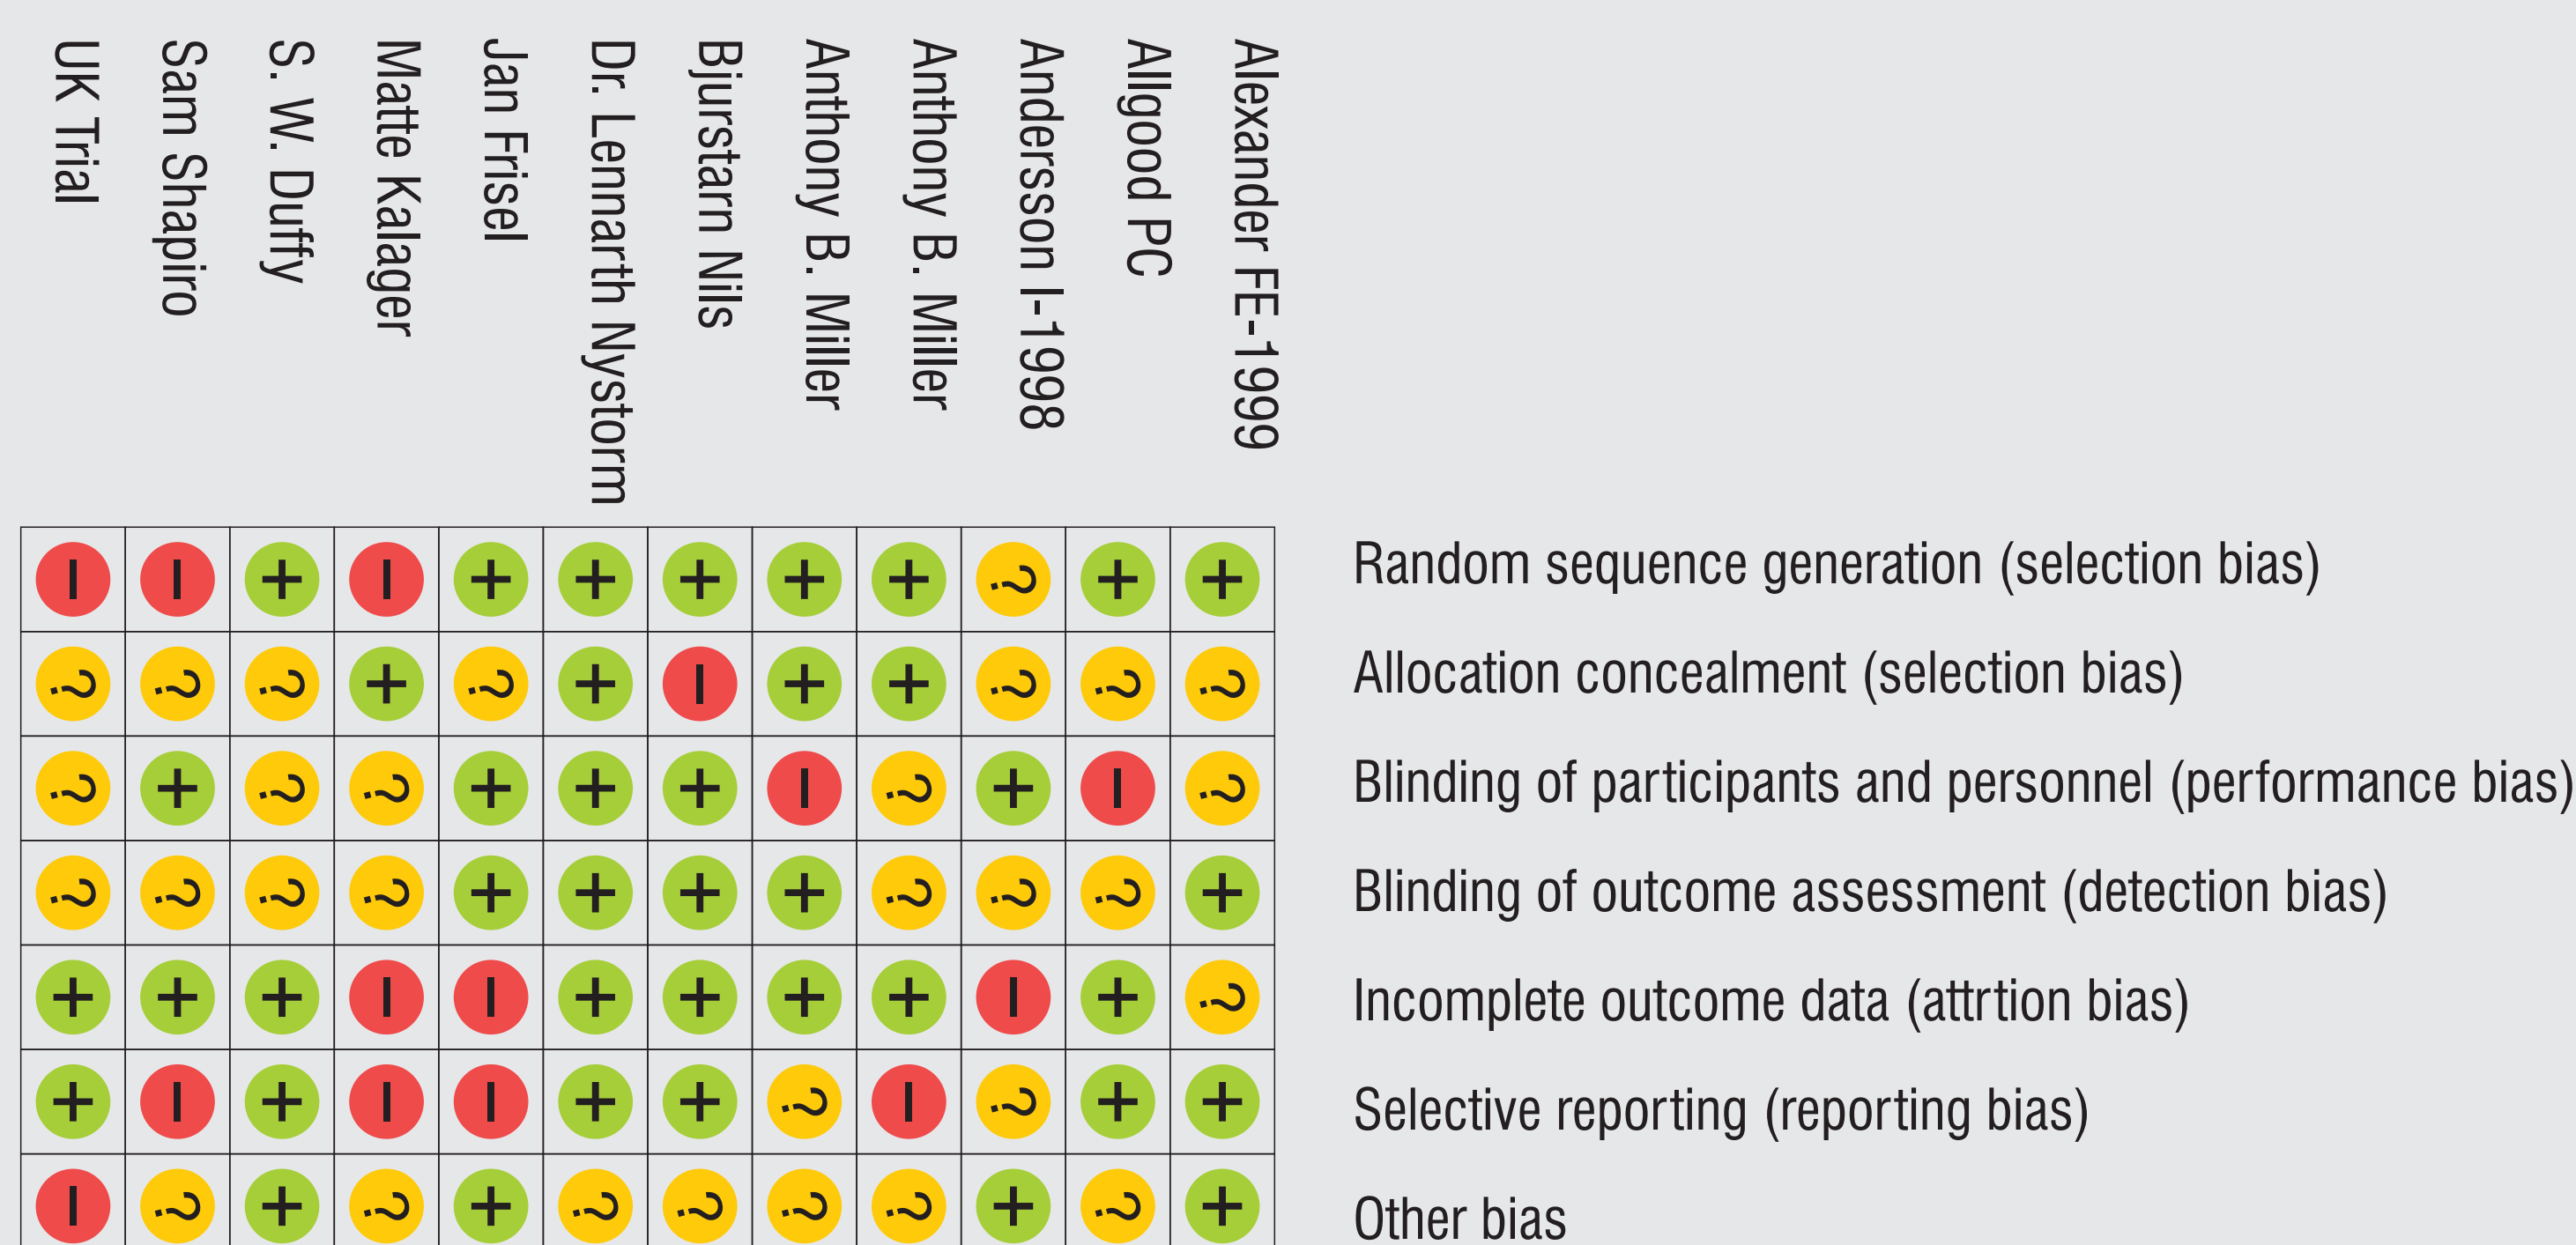 UK Trial
Sam Shapiro
S. W. Duffy
Matte Kalager
Jan Frisel
Dr. Lennarth Nystorm
Bjurstarn Nils
Anthony B. Miller
Anthony B. Miller
Andersson I-1998
Allgood PC
Alexander FE-1999
− − + − + + + + + ? + +
Random sequence generation (selection bias)
? ? ? + ? + − + + ? ? ?
Allocation concealment (selection bias)
? + ? ? + + + − ? + − ?
Blinding of participants and personnel (performance bias)
? ? ? ? + + + + ? ? ? +
Blinding of outcome assessment (detection bias)
+ + + − − + + + + − + ?
Incomplete outcome data (attrtion bias)
+ − + − − + + ? − ? + +
Selective reporting (reporting bias)
− ? + ? + ? ? ? ? + ? +
Other bias